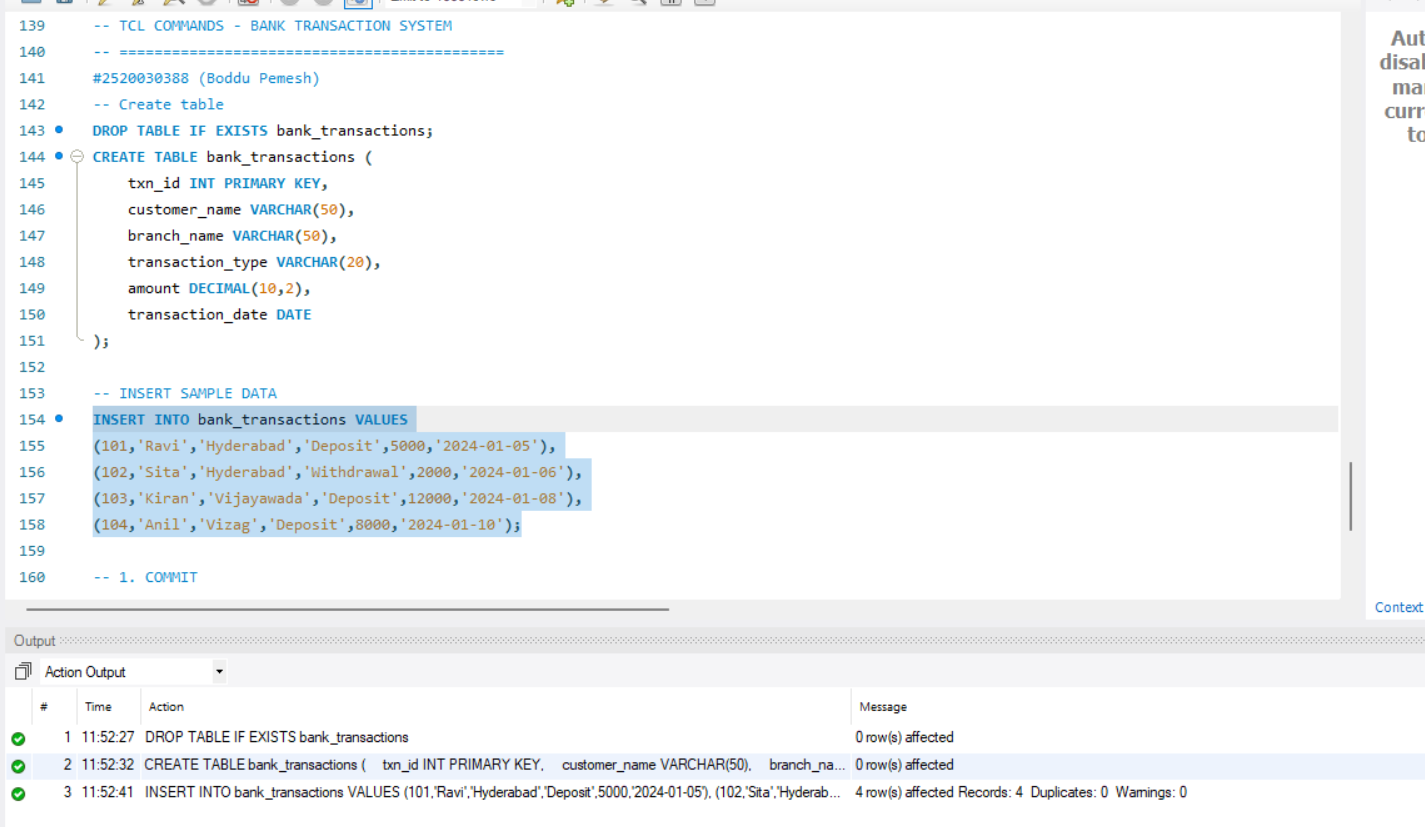 139 -- TCL COMMANDS - BANK TRANSACTION SYSTEM
140 -- ============================================
141 #2520030388 (Boddu Pemesh)
142 -- Create table
143 DROP TABLE IF EXISTS bank_transactions;
144 CREATE TABLE bank_transactions (
145 txn_id INT PRIMARY KEY,
146 customer_name VARCHAR(50),
147 branch_name VARCHAR(50),
148 transaction_type VARCHAR(20),
149 amount DECIMAL(10,2),
150 transaction_date DATE
151 );
152
153 -- INSERT SAMPLE DATA
154 INSERT INTO bank_transactions VALUES
155 (101,'Ravi','Hyderabad','Deposit',5000,'2024-01-05'),
156 (102,'Sita','Hyderabad','Withdrawal',2000,'2024-01-06'),
157 (103,'Kiran','Vijayawada','Deposit',12000,'2024-01-08'),
158 (104,'Anil','Vizag','Deposit',8000,'2024-01-10');
159
160 -- 1. COMMIT
Aut
disal
ma
curr
to
Context
Output
Action Output
# Time Action Message
1 11:52:27 DROP TABLE IF EXISTS bank_transactions 0 row(s) affected
2 11:52:32 CREATE TABLE bank_transactions ( txn_id INT PRIMARY KEY, customer_name VARCHAR(50), branch_na... 0 row(s) affected
3 11:52:41 INSERT INTO bank_transactions VALUES (101,'Ravi','Hyderabad','Deposit',5000,'2024-01-05'), (102,'Sita','Hyderab... 4 row(s) affected Records: 4 Duplicates: 0 Warnings: 0